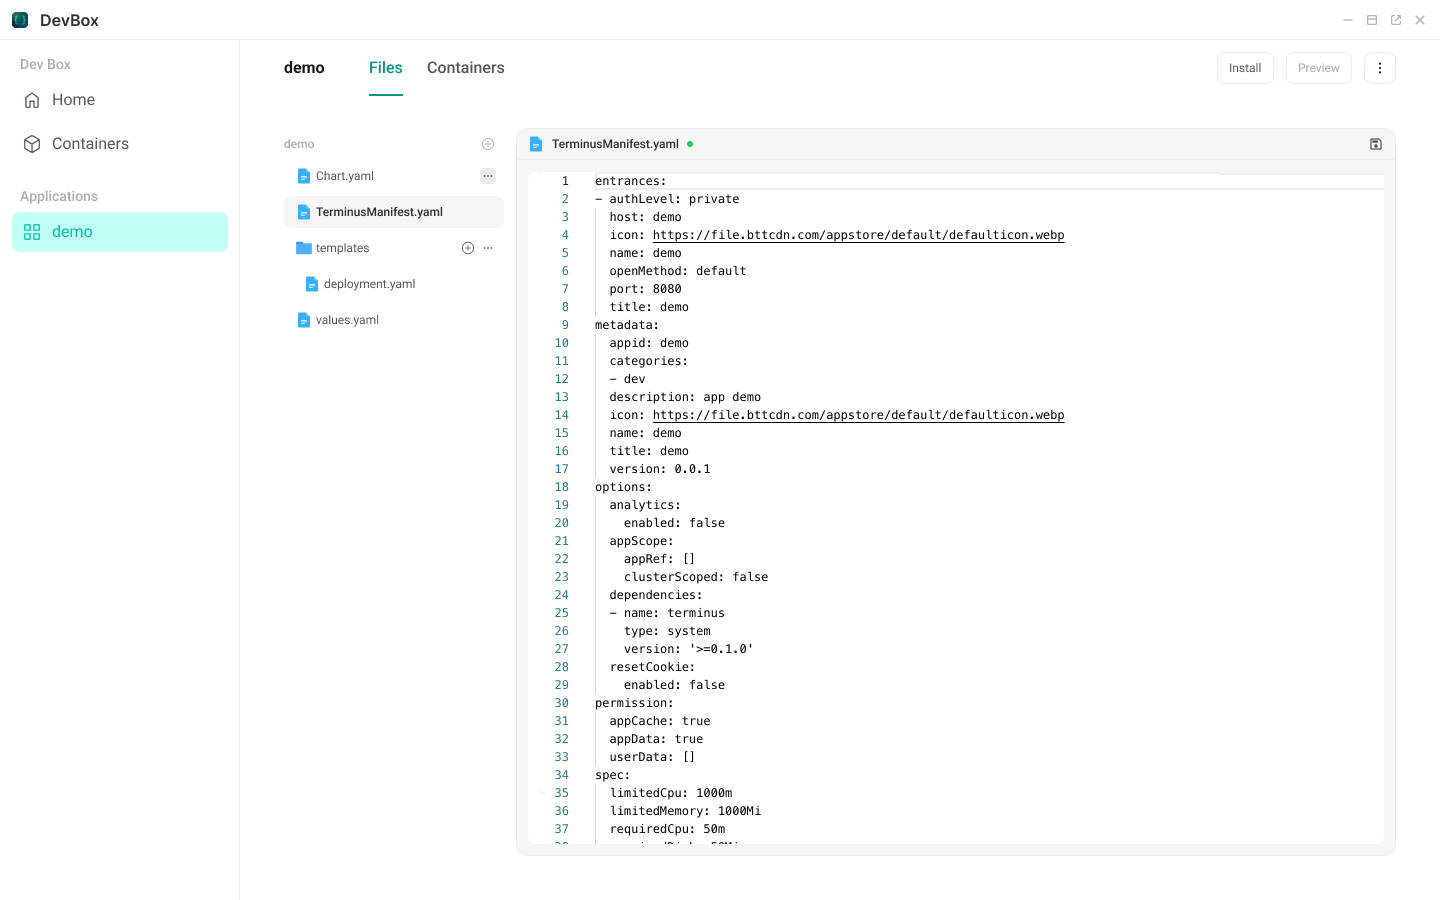 DevBox
Dev Box
Home
Containers
Applications
demo
demo
Files
Containers
Install
Preview
demo
Chart.yaml
TerminusManifest.yaml
templates
deployment.yaml
values.yaml
TerminusManifest.yaml
1 entrances:
2 - authLevel: private
3 host: demo
4 icon: https://file.bttcdn.com/appstore/default/defaulticon.webp
5 name: demo
6 openMethod: default
7 port: 8080
8 title: demo
9 metadata:
10 appid: demo
11 categories:
12 - dev
13 description: app demo
14 icon: https://file.bttcdn.com/appstore/default/defaulticon.webp
15 name: demo
16 title: demo
17 version: 0.0.1
18 options:
19 analytics:
20 enabled: false
21 appScope:
22 appRef: []
23 clusterScoped: false
24 dependencies:
25 - name: terminus
26 type: system
27 version: '>=0.1.0'
28 resetCookie:
29 enabled: false
30 permission:
31 appCache: true
32 appData: true
33 userData: []
34 spec:
35 limitedCpu: 1000m
36 limitedMemory: 1000Mi
37 requiredCpu: 50m